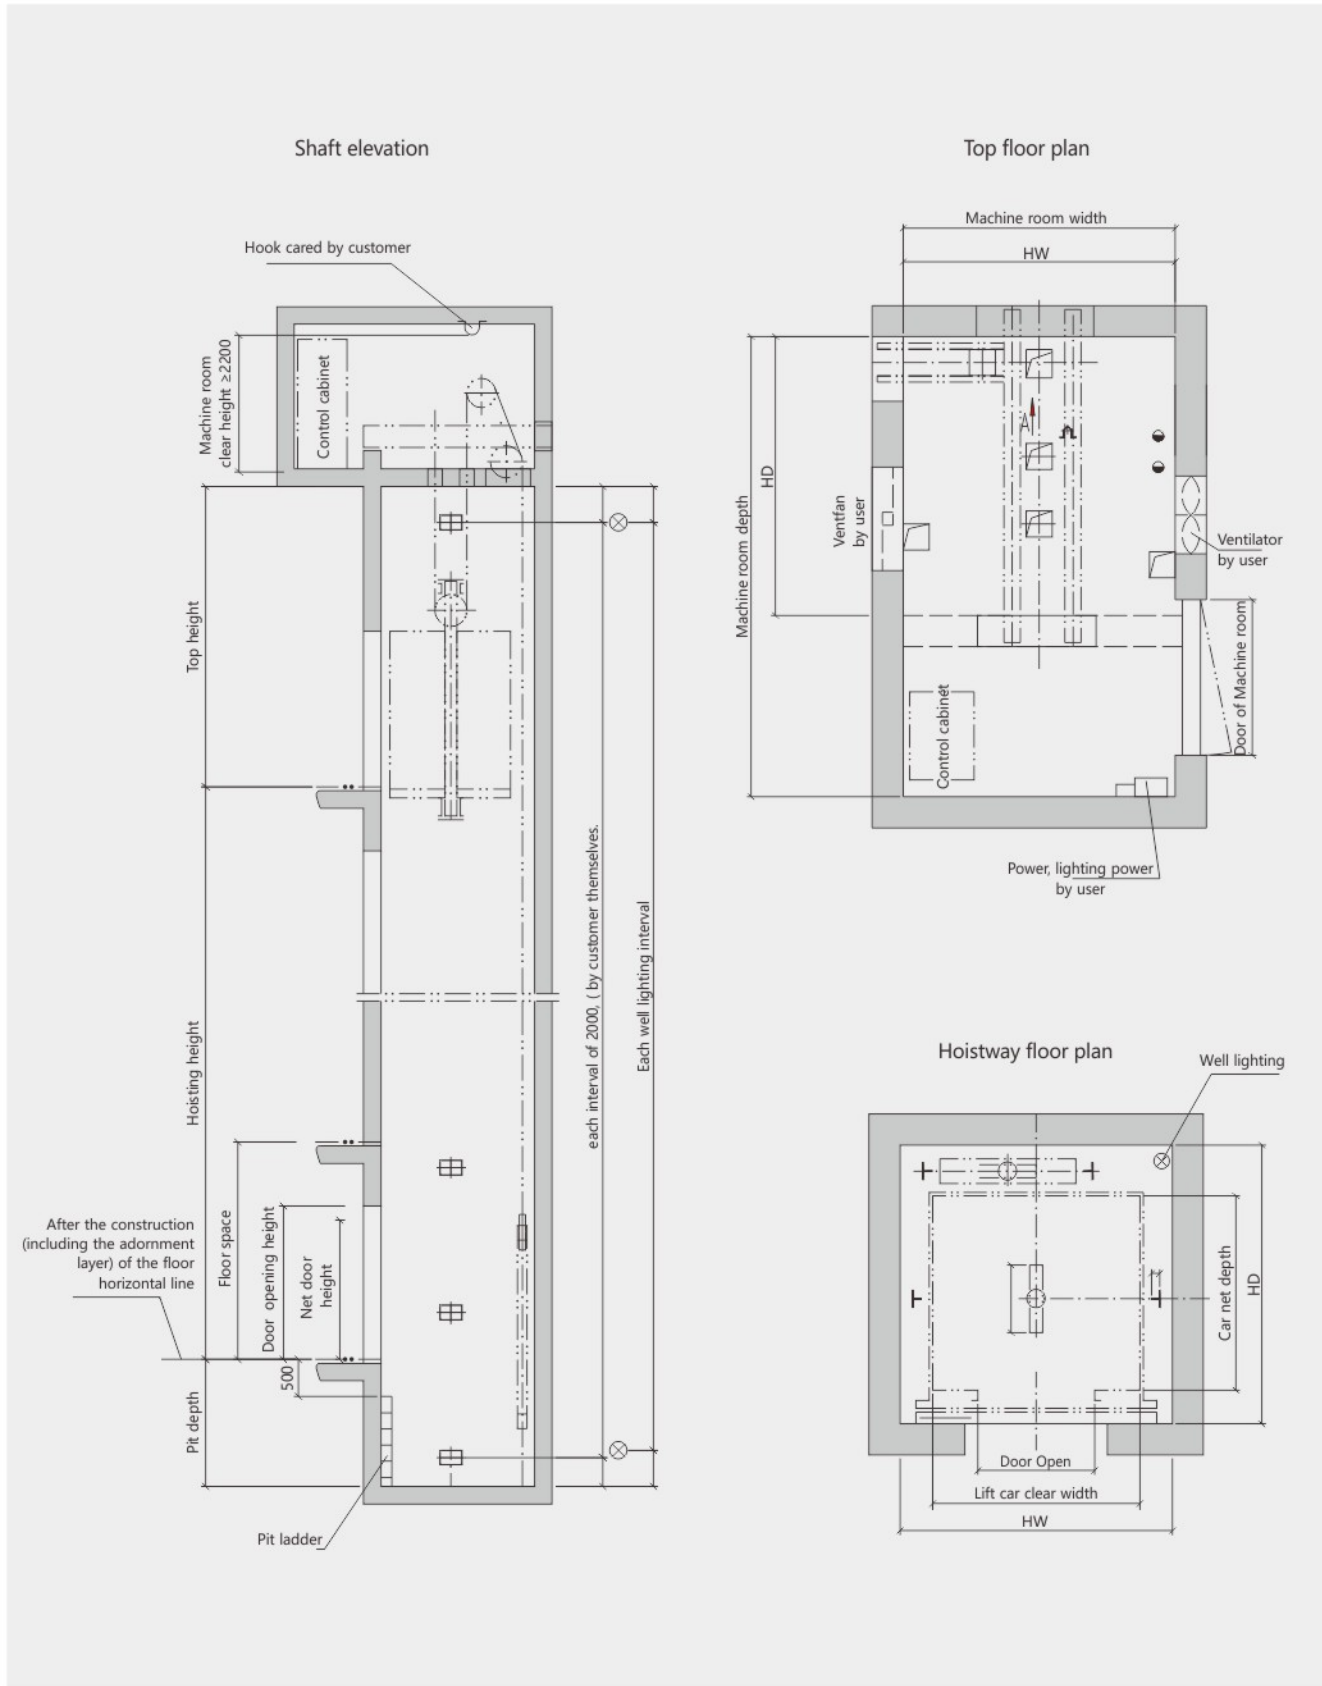 Shaft elevation
Hook cared by customer
Machine room
clear height ≥2200
Control cabinet
Top height
Hoisting height
Floor space
Door opening height
Net door
height
After the construction
(including the adornment
layer) of the floor
horizontal line
500
Pit depth
Pit ladder
each interval of 2000, ( by customer themselves.
Each well lighting interval
Top floor plan
Machine room width
HW
Machine room depth
HD
A
Ventfan
by user
Ventilator
by user
Door of Machine room
Control cabinet
Power, lighting power
by user
Hoistway floor plan
Well lighting
Car net depth
HD
Door Open
Lift car clear width
HW